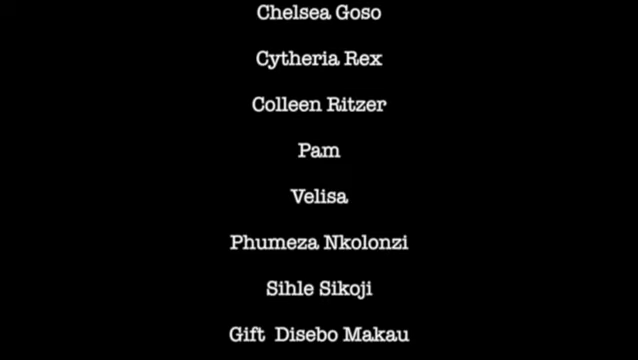 Chelsea Goso
Cytheria Rex
Colleen Ritzer
Pam
Velisa
Phumeza Nkolonzi
Sihle Sikoji
Gift Disebo Makau